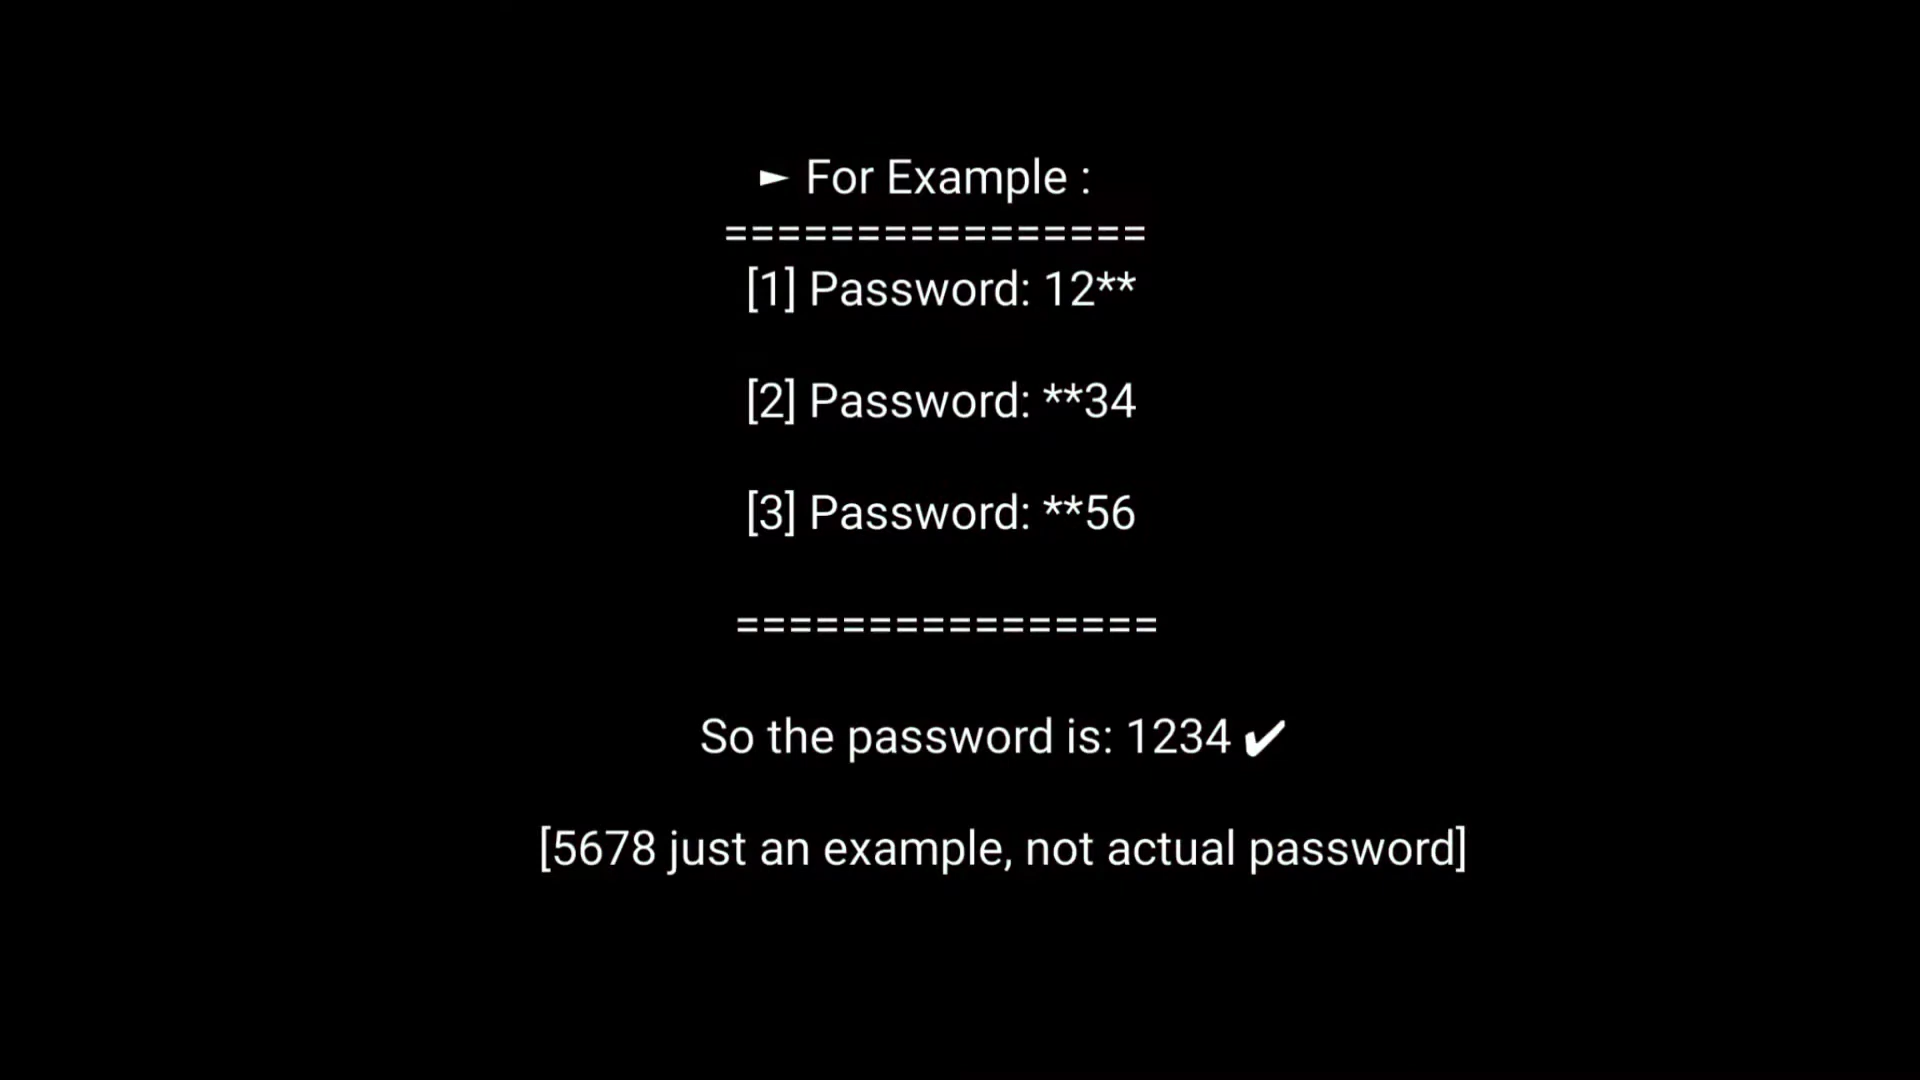 ► For Example :
================
[1] Password: 12**
[2] Password: **34
[3] Password: **56
================
So the password is: 1234 ✔
[5678 just an example, not actual password]